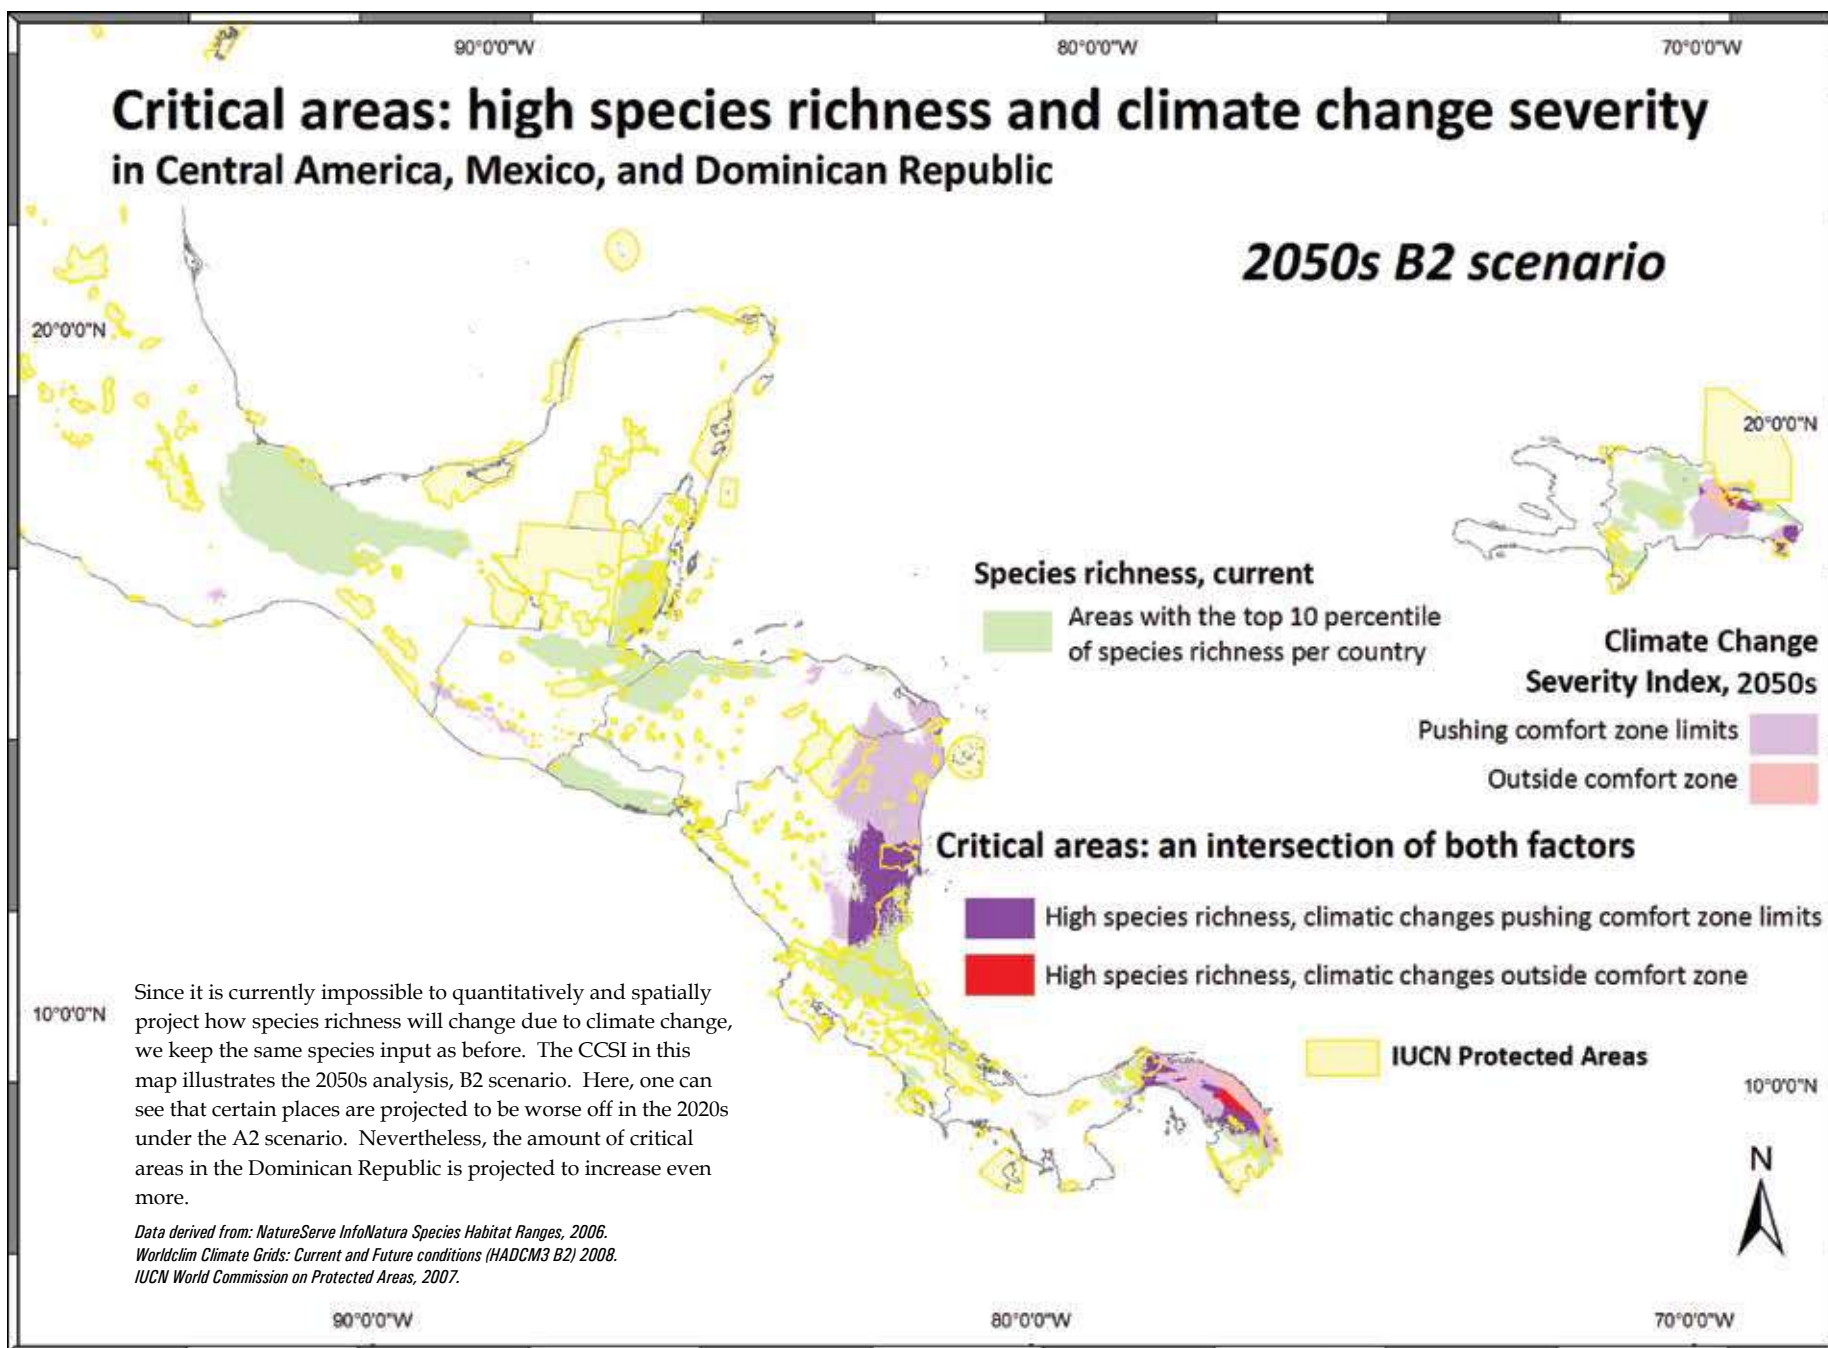 90°0'0"W
80°0'0"W
70°0'0"W
Critical areas: high species richness and climate change severity
in Central America, Mexico, and Dominican Republic
2050s B2 scenario
20°0'0"N
20°0'0"N
Species richness, current
Areas with the top 10 percentile
of species richness per country
Climate Change
Severity Index, 2050s
Pushing comfort zone limits
Outside comfort zone
Critical areas: an intersection of both factors
High species richness, climatic changes pushing comfort zone limits
High species richness, climatic changes outside comfort zone
IUCN Protected Areas
10°0'0"N
10°0'0"N
Since it is currently impossible to quantitatively and spatially
project how species richness will change due to climate change,
we keep the same species input as before. The CCSI in this
map illustrates the 2050s analysis, B2 scenario. Here, one can
see that certain places are projected to be worse off in the 2020s
under the A2 scenario. Nevertheless, the amount of critical
areas in the Dominican Republic is projected to increase even
more.
Data derived from: NatureServe InfoNatura Species Habitat Ranges, 2006.
Worldclim Climate Grids: Current and Future conditions (HADCM3 B2) 2008.
IUCN World Commission on Protected Areas, 2007.
N
90°0'0"W
80°0'0"W
70°0'0"W